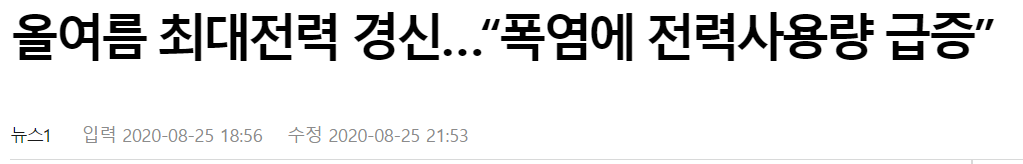 올여름 최대전력 경신…“폭염에 전력사용량 급증”
뉴스1 입력 2020-08-25 18:56 수정 2020-08-25 21:53